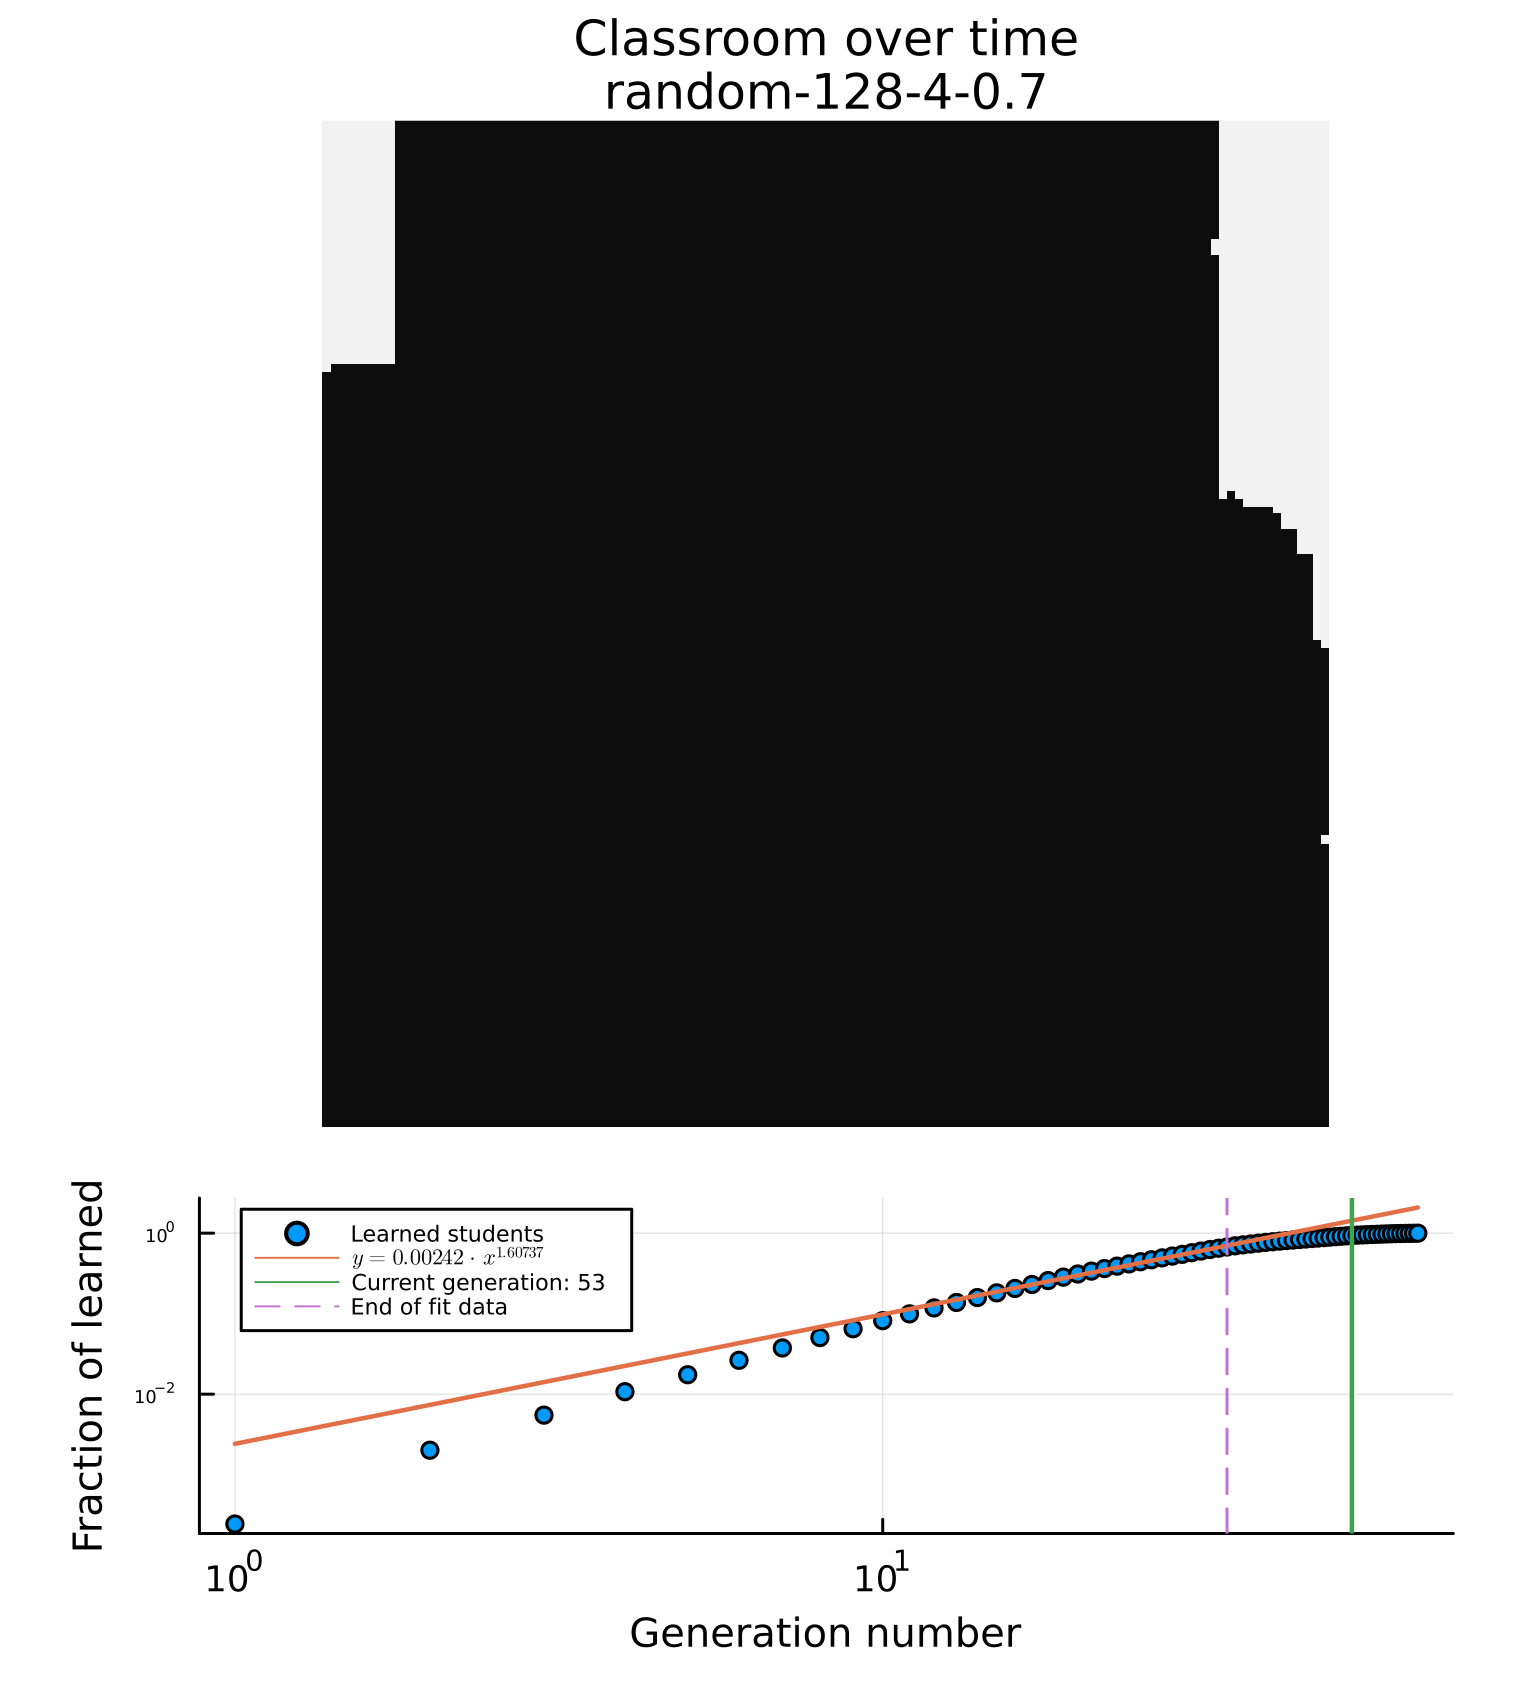 Classroom over time
random-128-4-0.7
Fraction of learned
10^0
10^−2
Learned students
y = 0.00242 · x^1.60737
Current generation: 53
End of fit data
10^0
10^1
Generation number